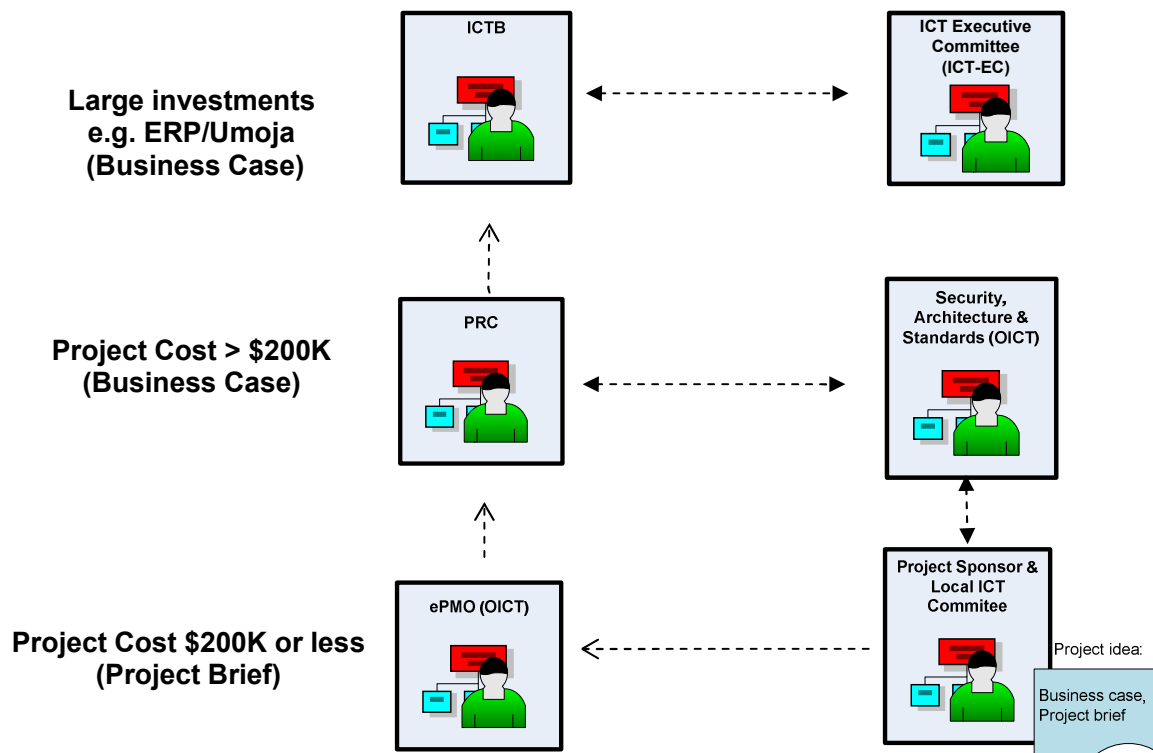 ICTB
ICT Executive
Committee
(ICT-EC)
Large investments
e.g. ERP/Umoja
(Business Case)
PRC
Security,
Architecture &
Standards (OICT)
Project Cost > $200K
(Business Case)
ePMO (OICT)
Project Sponsor &
Local ICT
Commitee
Project Cost $200K or less
(Project Brief)
Project idea:
Business case,
Project brief